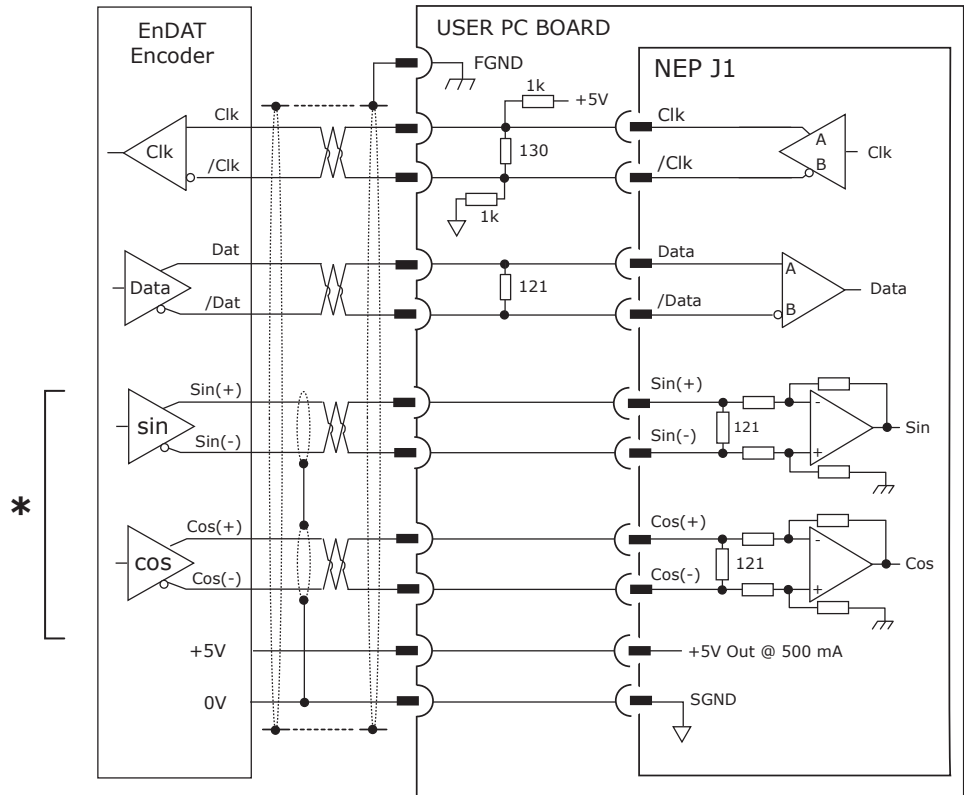 EnDAT
Encoder
USER PC BOARD
NEP J1
FGND
1k
+5V
Clk
Clk
Clk
A
Clk
130
/Clk
/Clk
B
1k
Dat
Data
A
Data
121
Data
/Dat
/Data
B
*
Sin(+)
Sin(+)
-
sin
121
Sin
Sin(-)
Sin(-)
+
Cos(+)
Cos(+)
-
cos
121
Cos
Cos(-)
Cos(-)
+
+5V
+5V Out @ 500 mA
0V
SGND